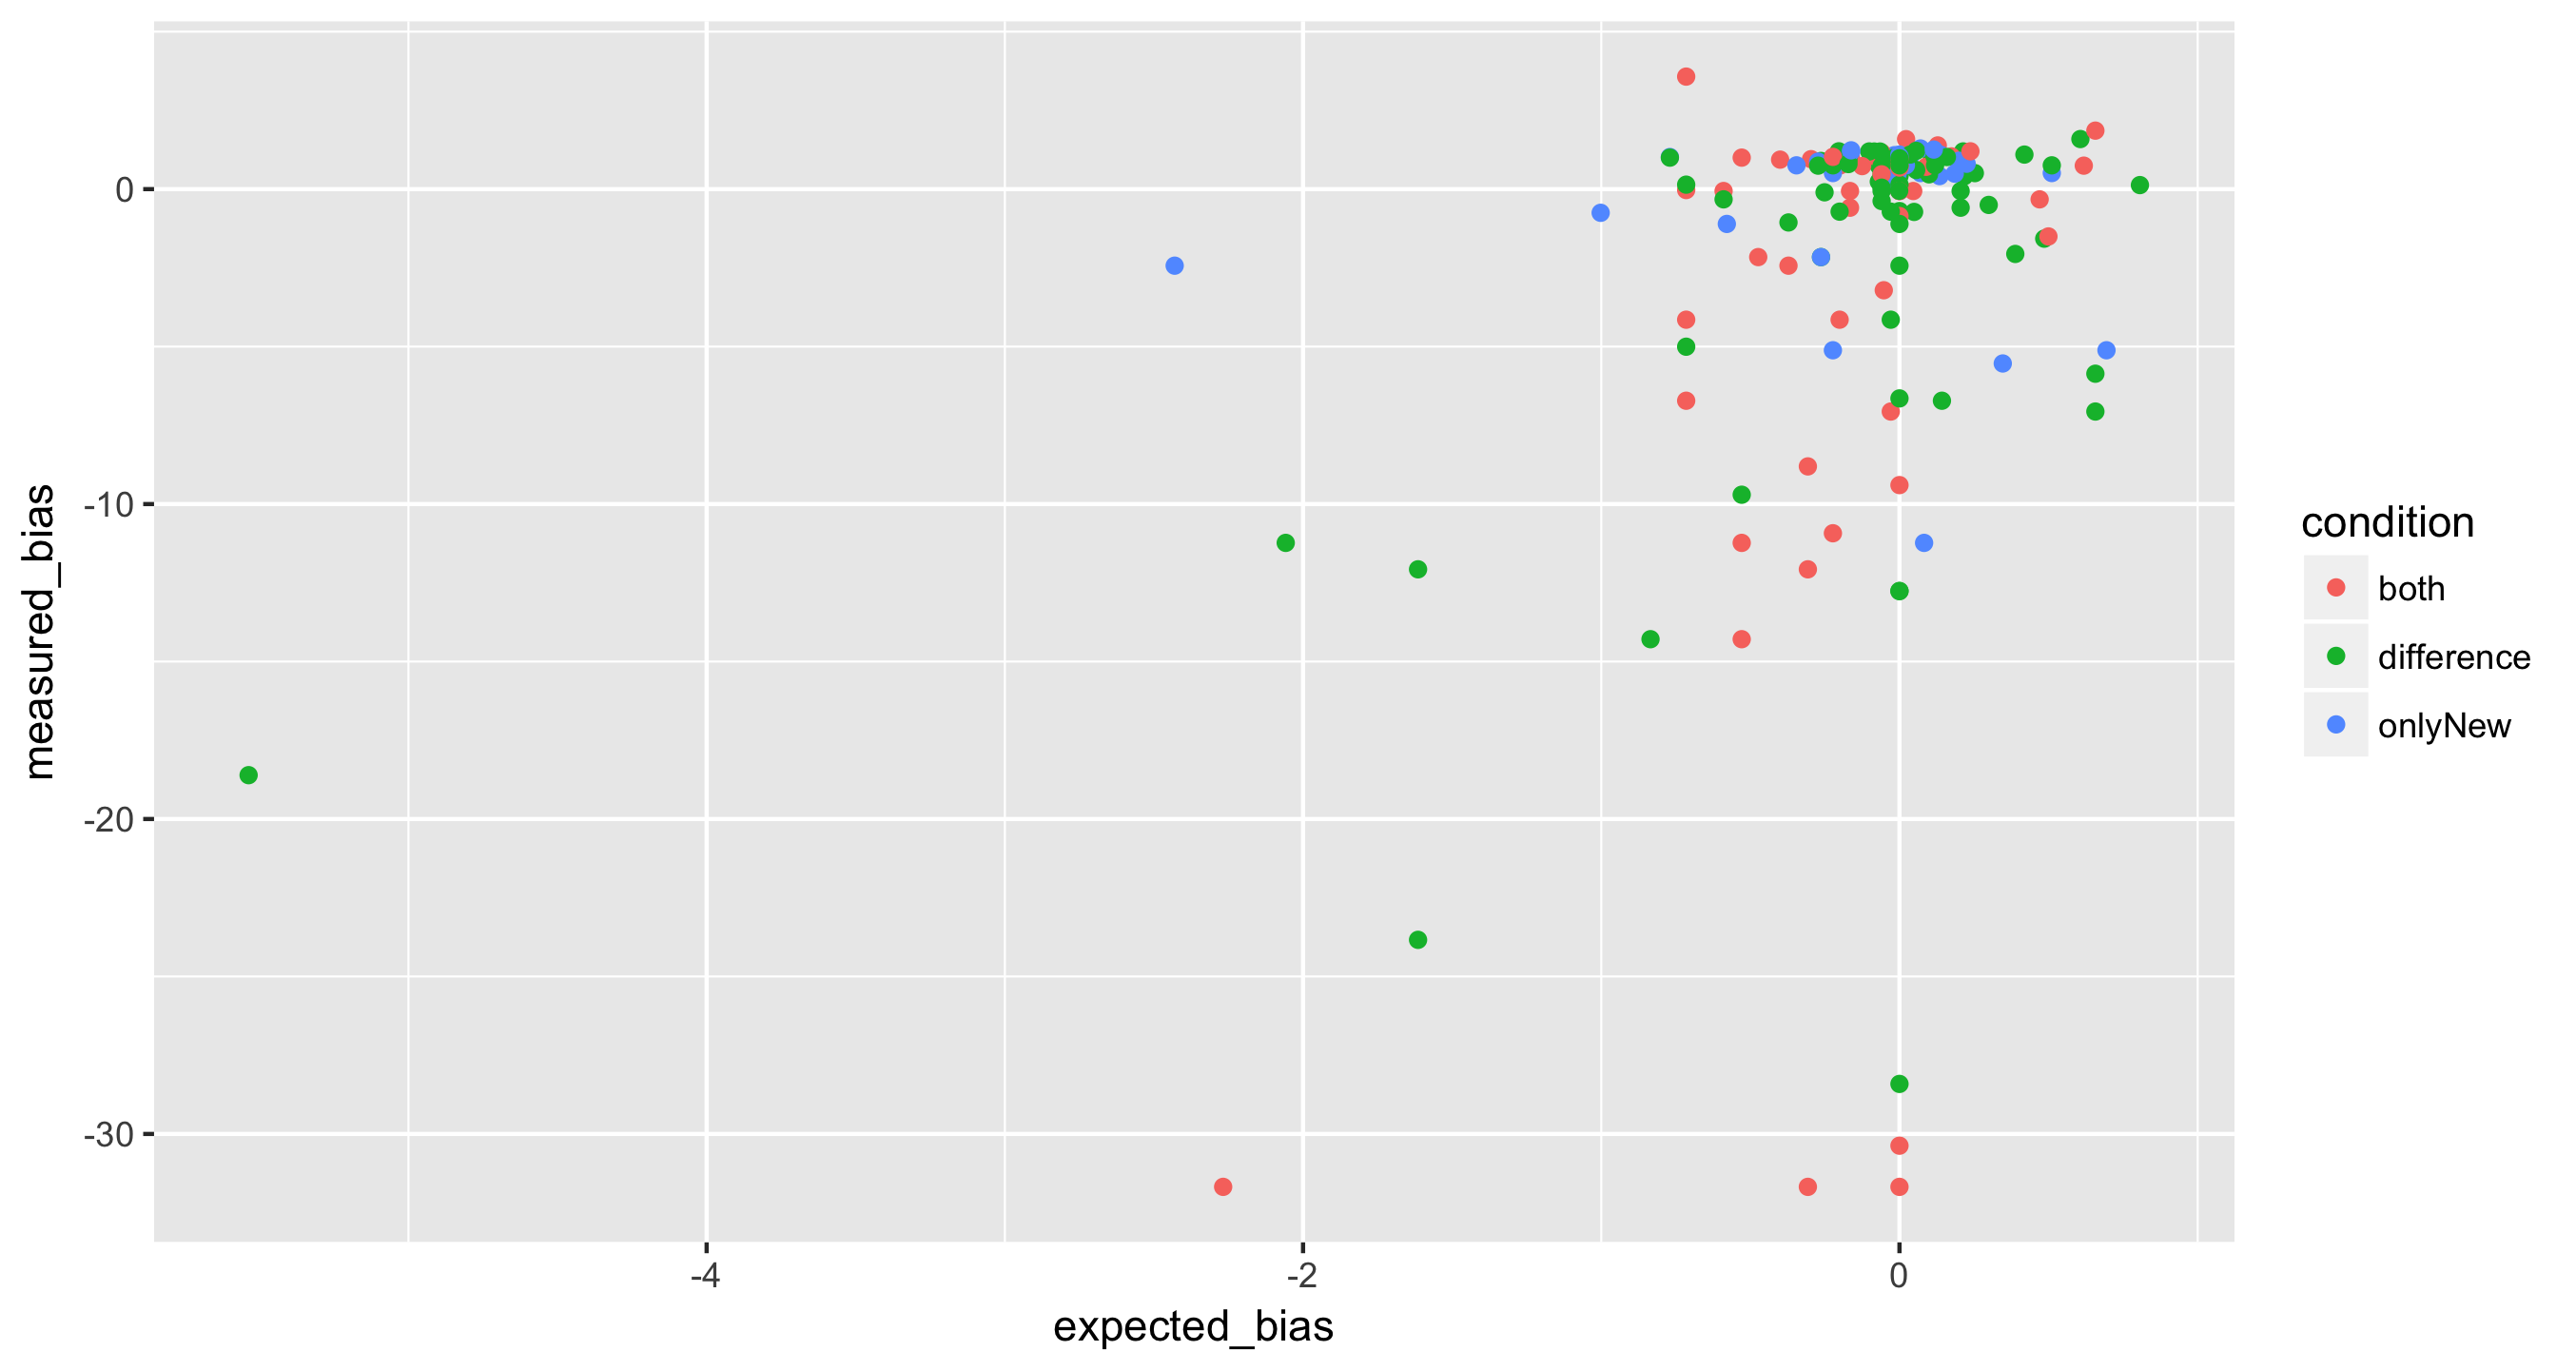 measured_bias
0
-10
-20
-30
-4
-2
0
expected_bias
condition
both
difference
onlyNew